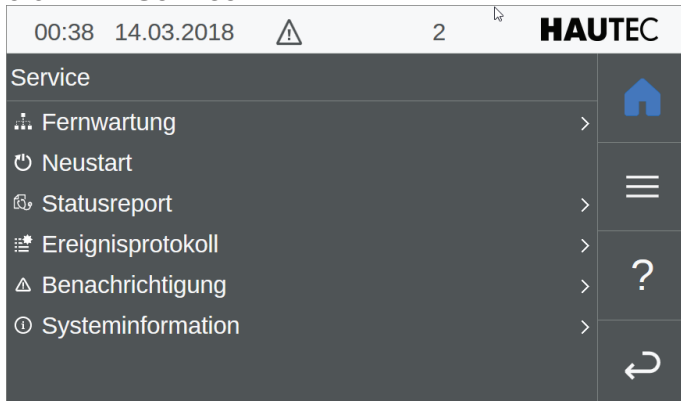 00:38 14.03.2018 2 HAUTEC
Service
Fernwartung
Neustart
Statusreport
Ereignisprotokoll
Benachrichtigung
Systeminformation
?